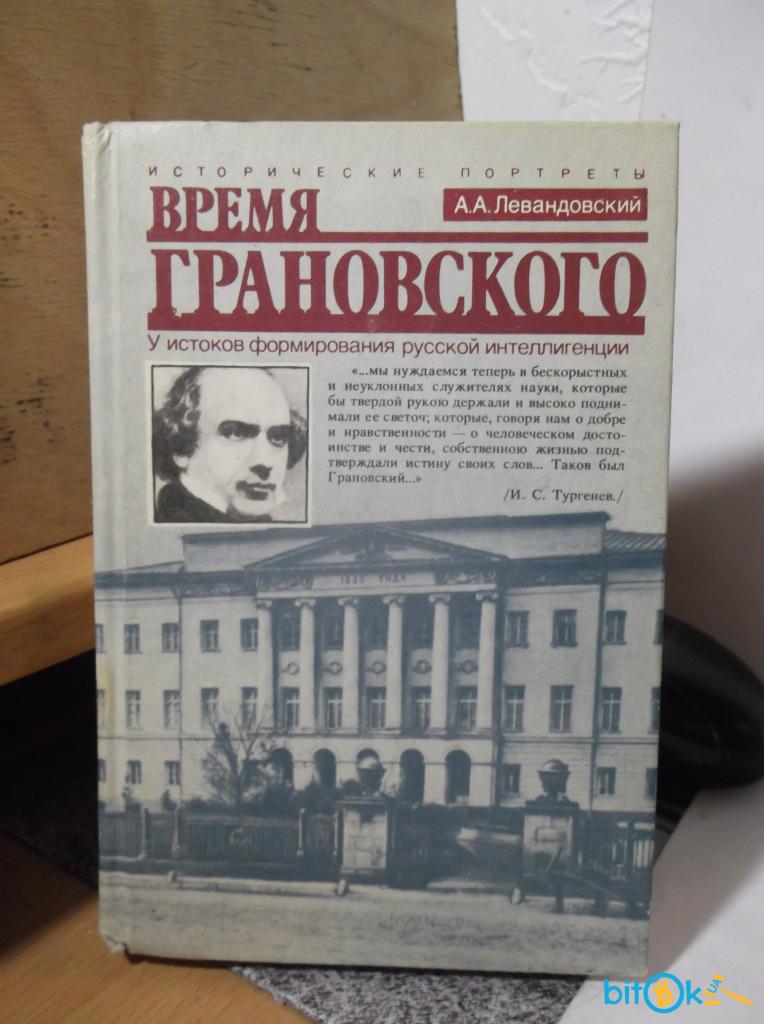 ИСТОРИЧЕСКИЕ ПОРТРЕТЫ
ВРЕМЯ
А.А.Левандовский
ГРАНОВСКОГО
У истоков формирования русской интеллигенции
«...мы нуждаемся теперь в бескорыстных
и неуклонных служителях науки, которые
бы твердой рукою держали и высоко подни-
мали ее светоч; которые, говоря нам о добре
и нравственности — о человеческом досто-
инстве и чести, собственною жизнью под-
тверждали истину своих слов... Таков был
Грановский...»
/И. С. Тургенев./
1835 ГОДА
bitOk.UA